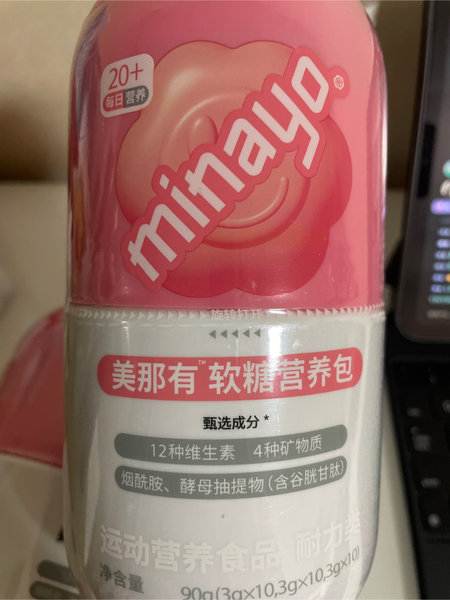 20+
每日营养
minayo®
旋转打开
美那有™软糖营养包
甄选成分*
12种维生素 4种矿物质
烟酰胺、酵母抽提物(含谷胱甘肽)
运动营养食品 耐力类
净含量 90g(3g×10,3g×10,3g×10)